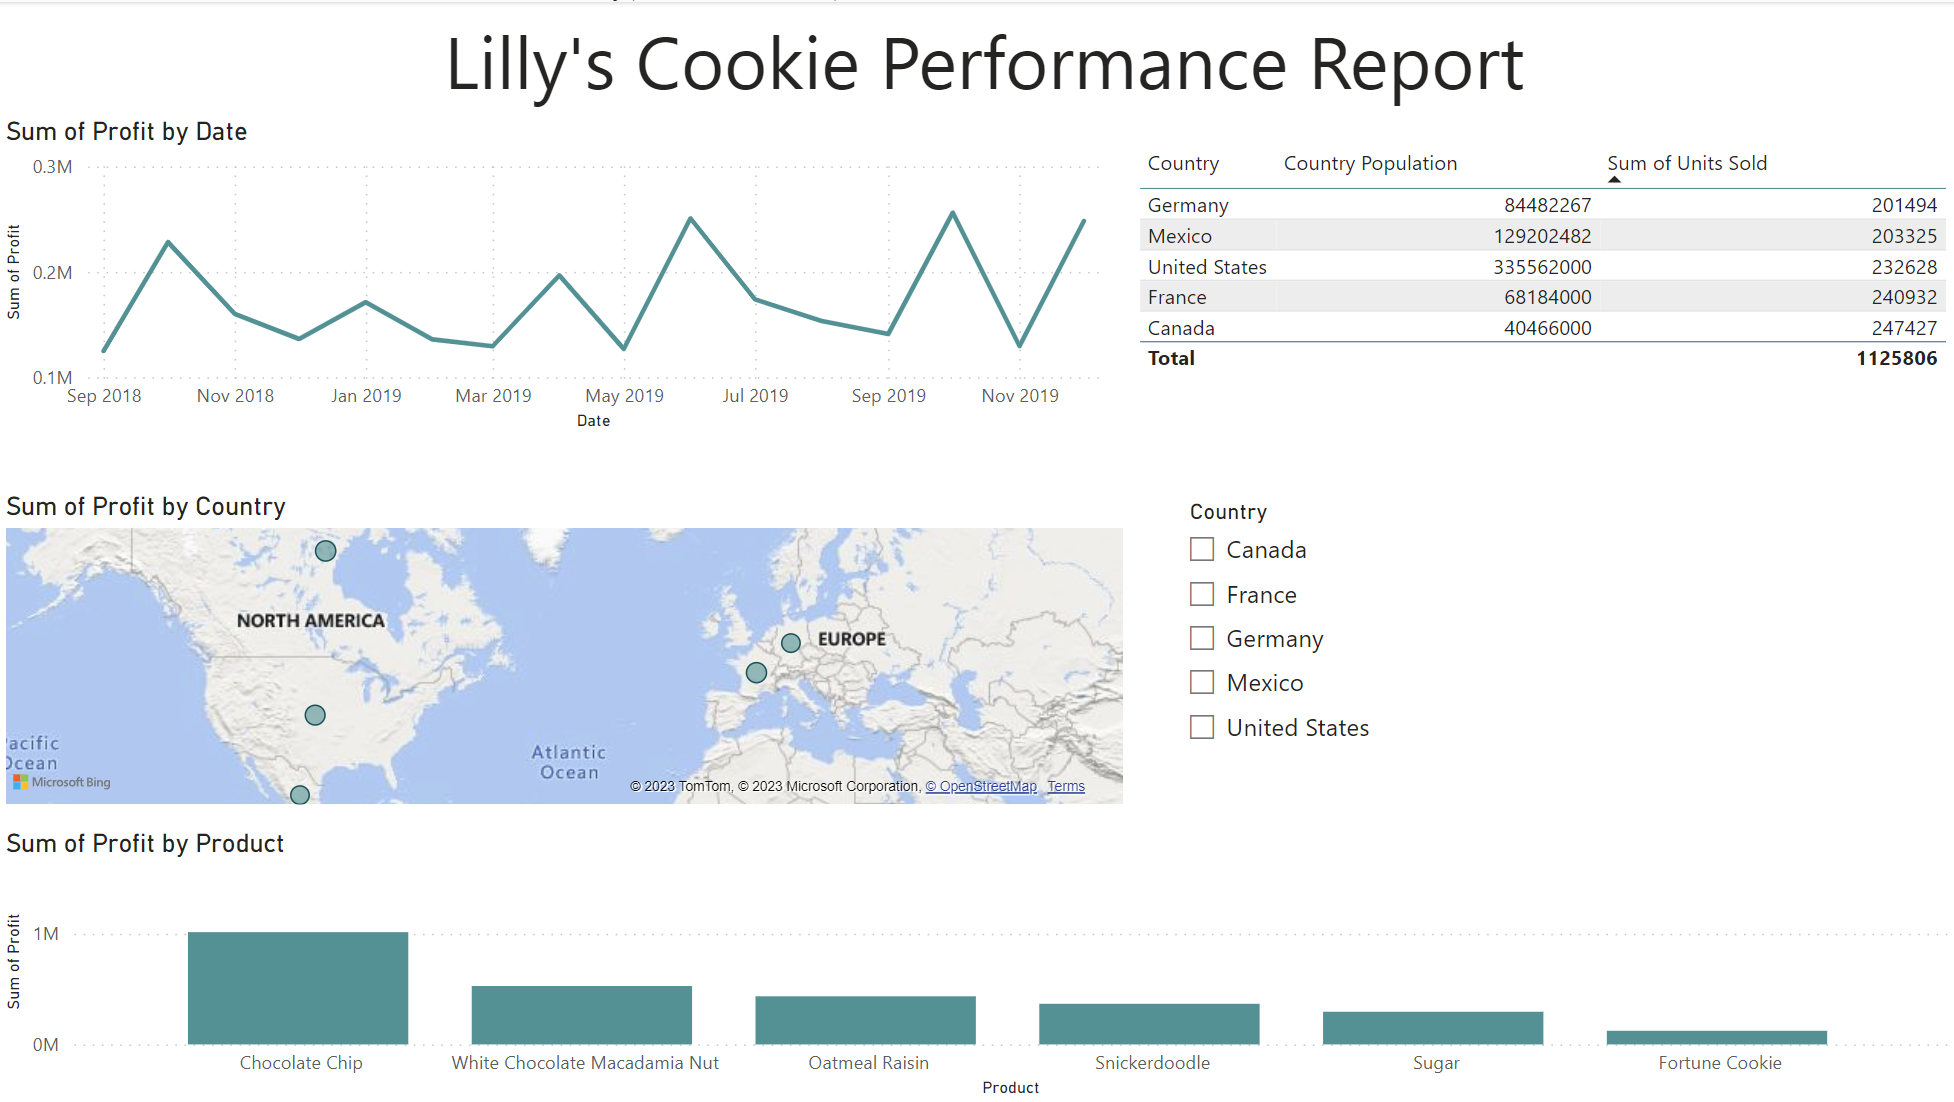 Lilly's Cookie Performance Report
Sum of Profit by Date
0.3M
0.2M
0.1M
Sum of Profit
Sep 2018 Nov 2018 Jan 2019 Mar 2019 May 2019 Jul 2019 Sep 2019 Nov 2019
Date
Country Country Population Sum of Units Sold
Germany 84482267 201494
Mexico 129202482 203325
United States 335562000 232628
France 68184000 240932
Canada 40466000 247427
Total 1125806
Sum of Profit by Country
NORTH AMERICA
EUROPE
acific
Ocean
Atlantic
Ocean
Microsoft Bing
© 2023 TomTom, © 2023 Microsoft Corporation, © OpenStreetMap Terms
Country
Canada
France
Germany
Mexico
United States
Sum of Profit by Product
1M
0M
Sum of Profit
Chocolate Chip White Chocolate Macadamia Nut Oatmeal Raisin Snickerdoodle Sugar Fortune Cookie
Product